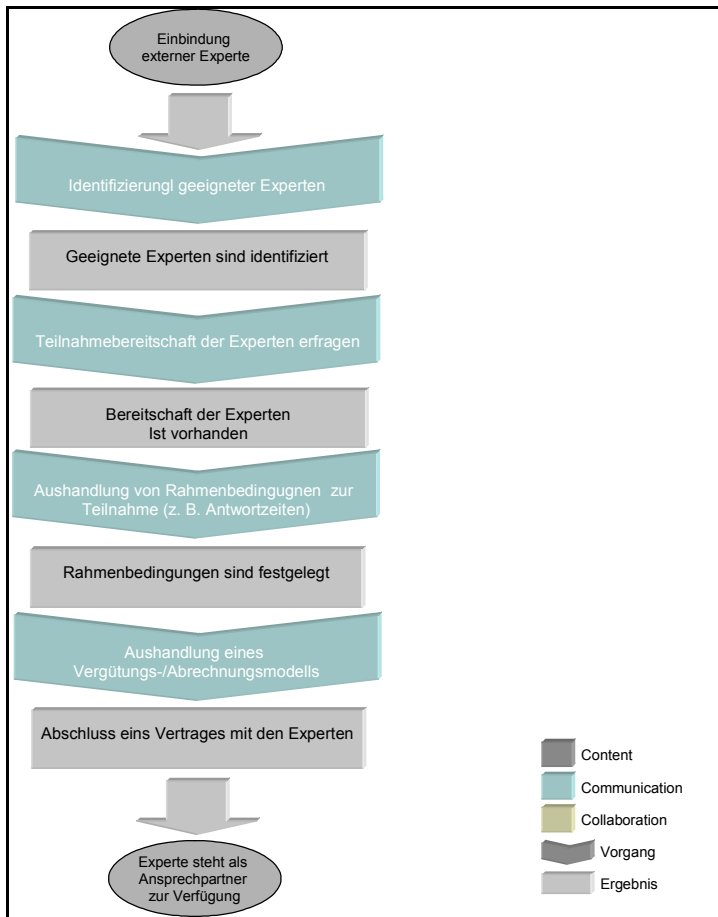 Einbindung
externer Experte
Identifizierungl geeigneter Experten
Geeignete Experten sind identifiziert
Teilnahmebereitschaft der Experten erfragen
Bereitschaft der Experten
Ist vorhanden
Aushandlung von Rahmenbedingugnen zur
Teilnahme (z. B. Antwortzeiten)
Rahmenbedingungen sind festgelegt
Aushandlung eines
Vergütungs-/Abrechnungsmodells
Abschluss eins Vertrages mit den Experten
Experte steht als
Ansprechpartner
zur Verfügung
Content
Communication
Collaboration
Vorgang
Ergebnis